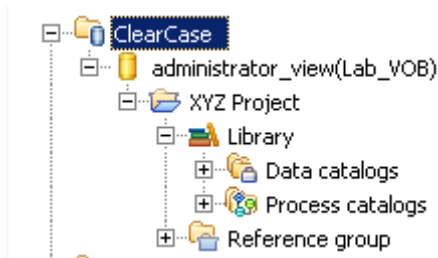 ClearCase
administrator_view(Lab_VOB)
XYZ Project
Library
Data catalogs
Process catalogs
Reference group